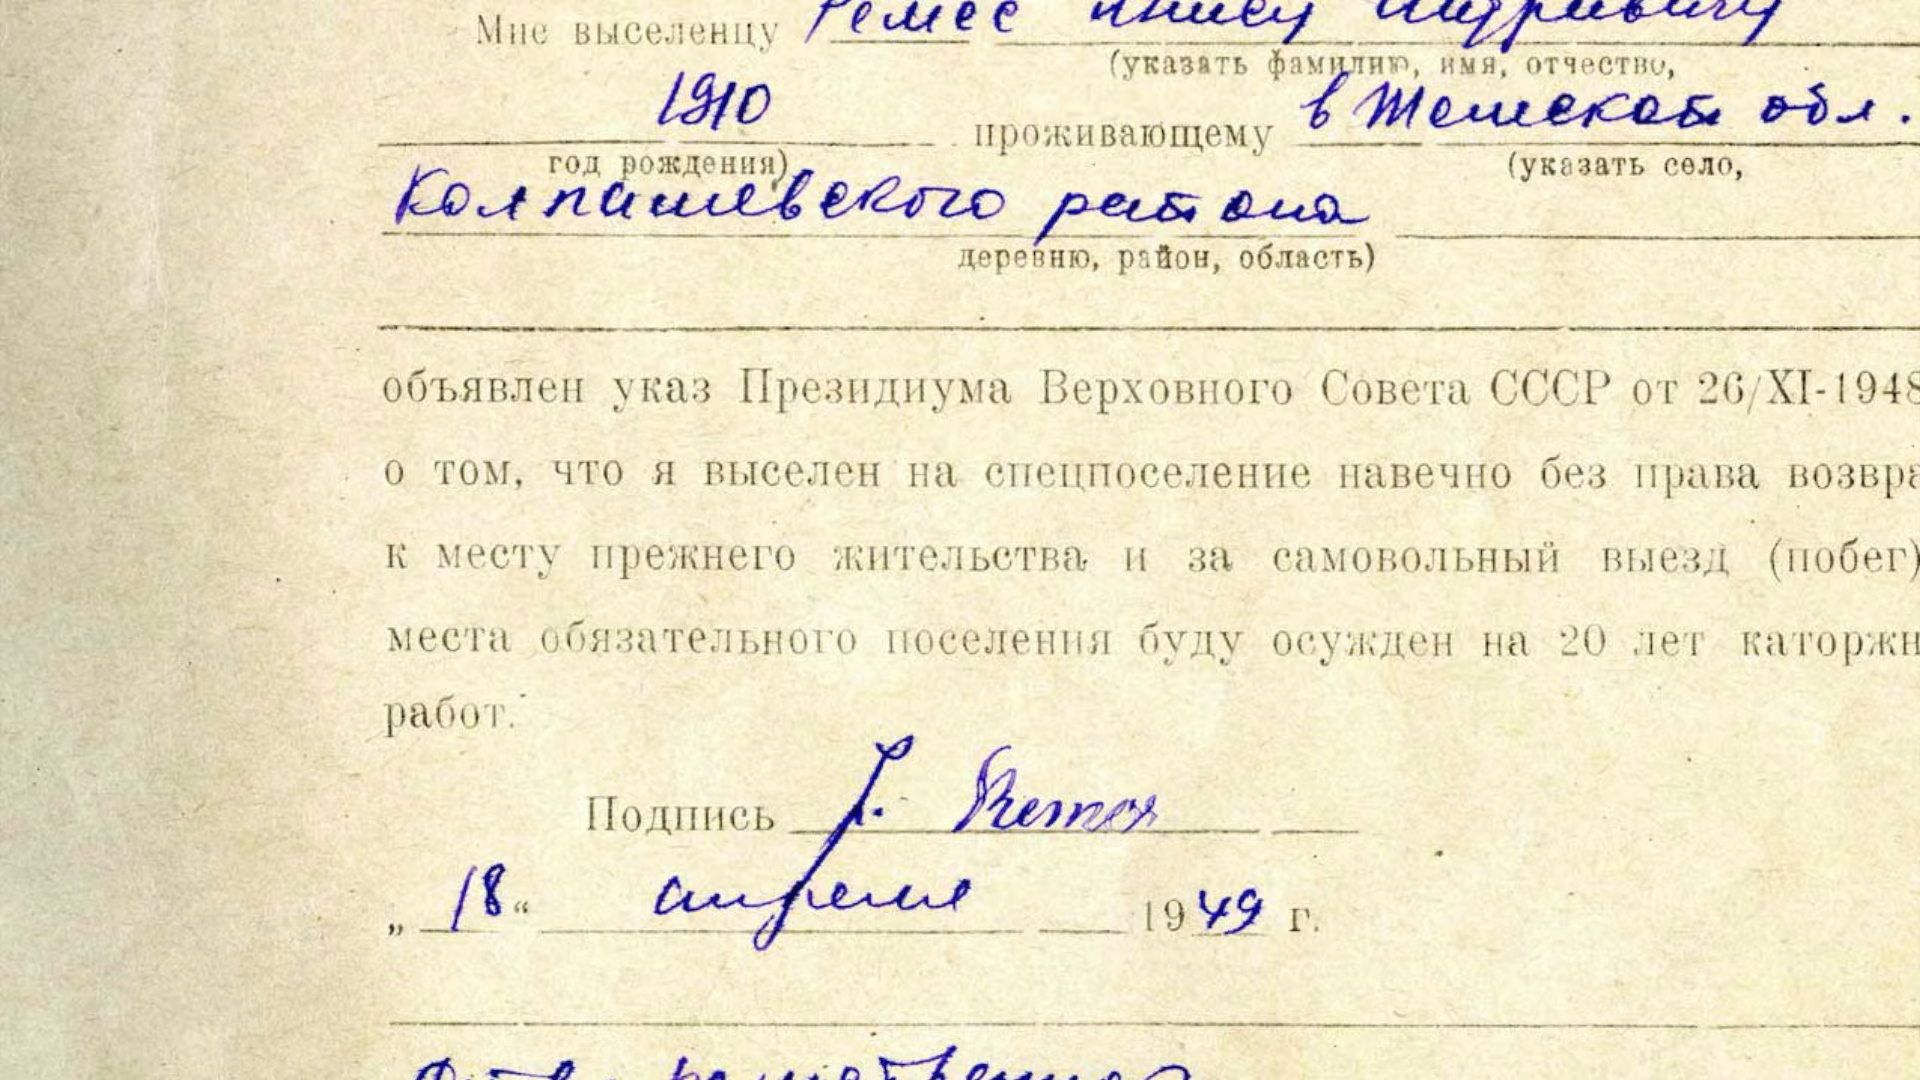 Мне выселенцу Ремес Янису Индриковичу
(указать фамилию, имя, отчество,
1910 проживающему в Томской обл.
год рождения) (указать село,
Колпашевского района
деревню, район, область)
объявлен указ Президиума Верховного Совета СССР от 26/XI-1948
о том, что я выселен на спецпоселение навечно без права возвра
к месту прежнего жительства и за самовольный выезд (побег)
места обязательного поселения буду осужден на 20 лет каторжн
работ.
Подпись J. Remess
„ 18 “ апреля 1949 г.